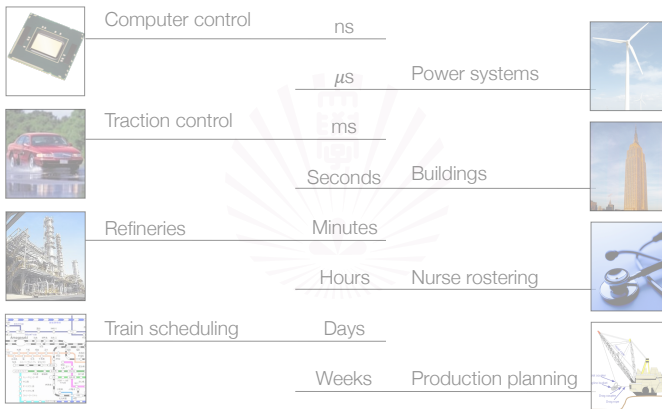 Computer control
ns
μs Power systems
Traction control
ms
Seconds Buildings
Refineries Minutes
Hours Nurse rostering
Train scheduling Days
Weeks Production planning